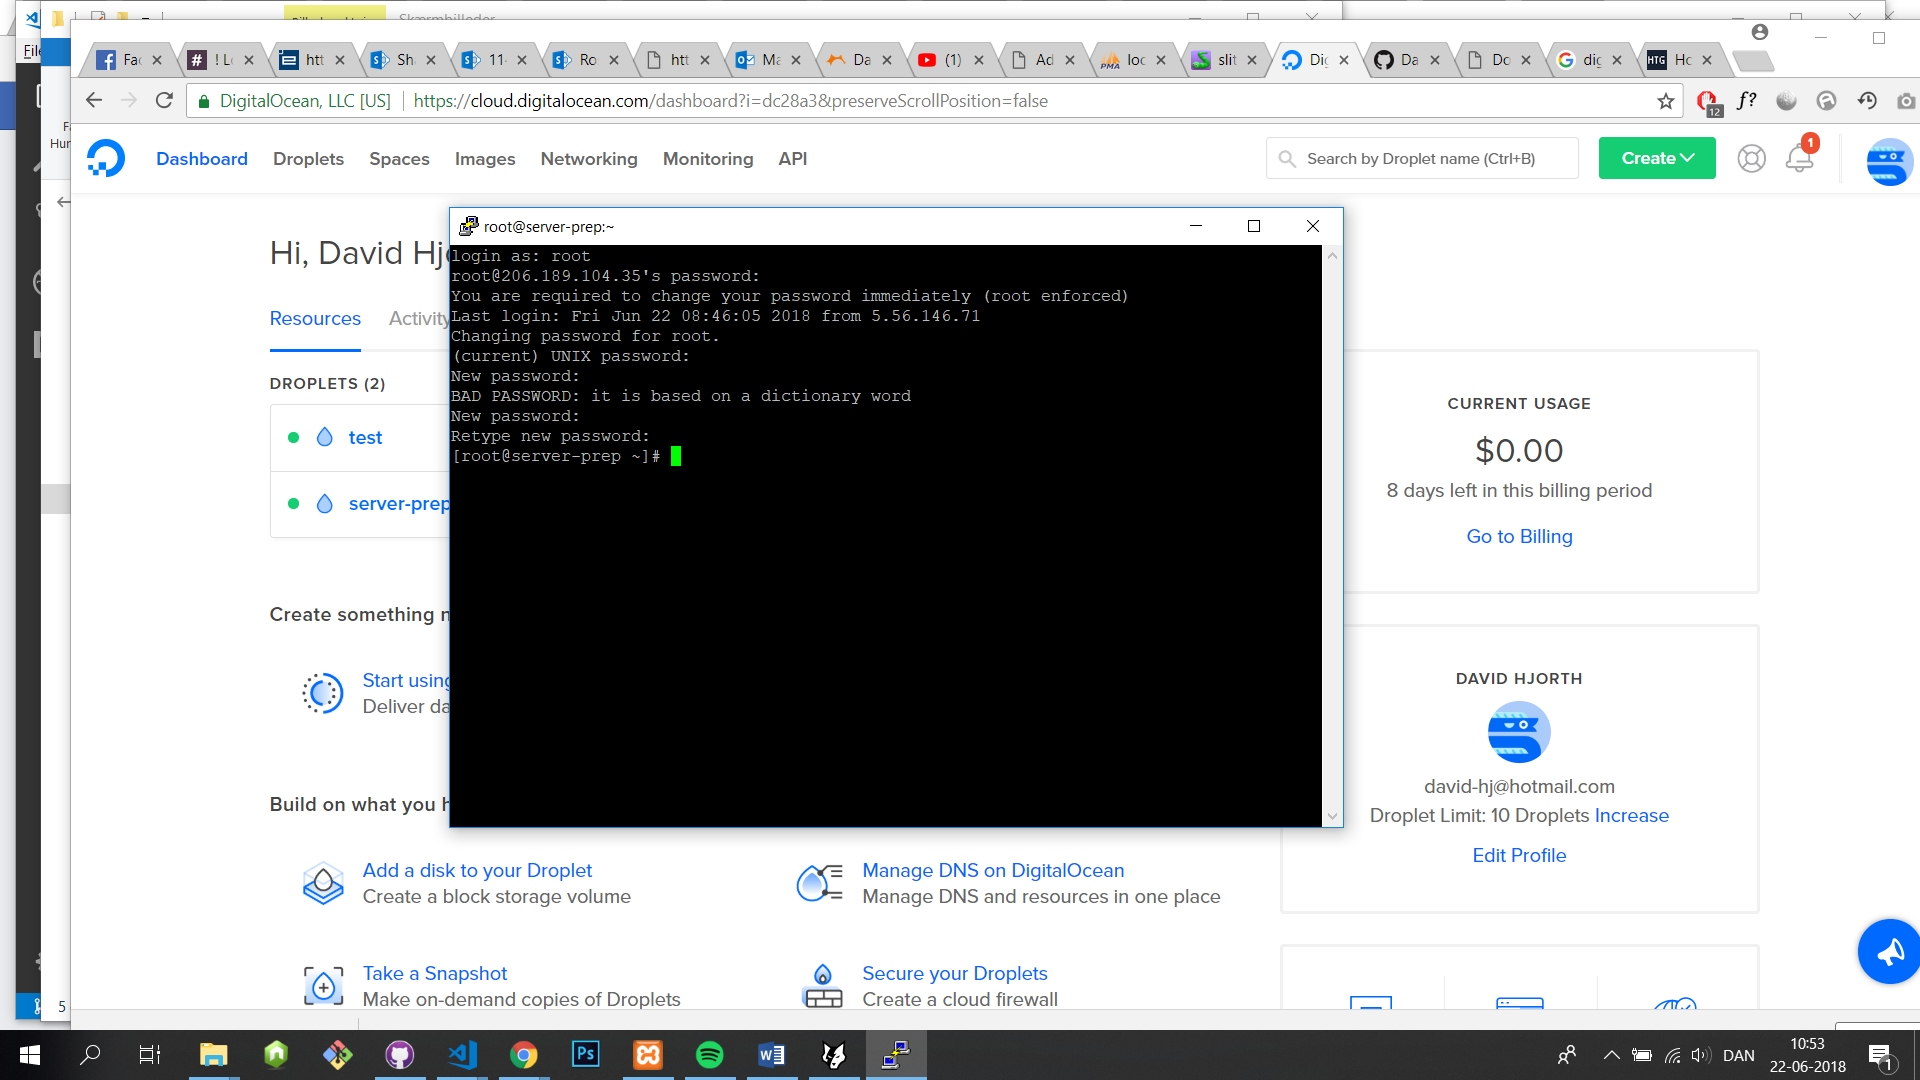 Skærmbilleder
File
Fac
! Lo
htt
Sha
11-
Ro
htt
Ma
Da
(1)
Ad
loc
slit
Dig
Da
Do
dig
HTG
Ho
DigitalOcean, LLC [US]
https://cloud.digitalocean.com/dashboard?i=dc28a3&preserveScrollPosition=false
12
f?
Dashboard
Droplets
Spaces
Images
Networking
Monitoring
API
Search by Droplet name (Ctrl+B)
Create
1
root@server-prep:~
login as: root
root@206.189.104.35's password:
You are required to change your password immediately (root enforced)
Last login: Fri Jun 22 08:46:05 2018 from 5.56.146.71
Changing password for root.
(current) UNIX password:
New password:
BAD PASSWORD: it is based on a dictionary word
New password:
Retype new password:
[root@server-prep ~]#
Hi, David Hj
Resources
Activity
DROPLETS (2)
test
server-prep
Create something n
Start using
Deliver da
Build on what you h
Add a disk to your Droplet
Create a block storage volume
Manage DNS on DigitalOcean
Manage DNS and resources in one place
Take a Snapshot
Make on-demand copies of Droplets
Secure your Droplets
Create a cloud firewall
CURRENT USAGE
$0.00
8 days left in this billing period
Go to Billing
DAVID HJORTH
david-hj@hotmail.com
Droplet Limit: 10 Droplets Increase
Edit Profile
5
DAN
10:53
22-06-2018
1